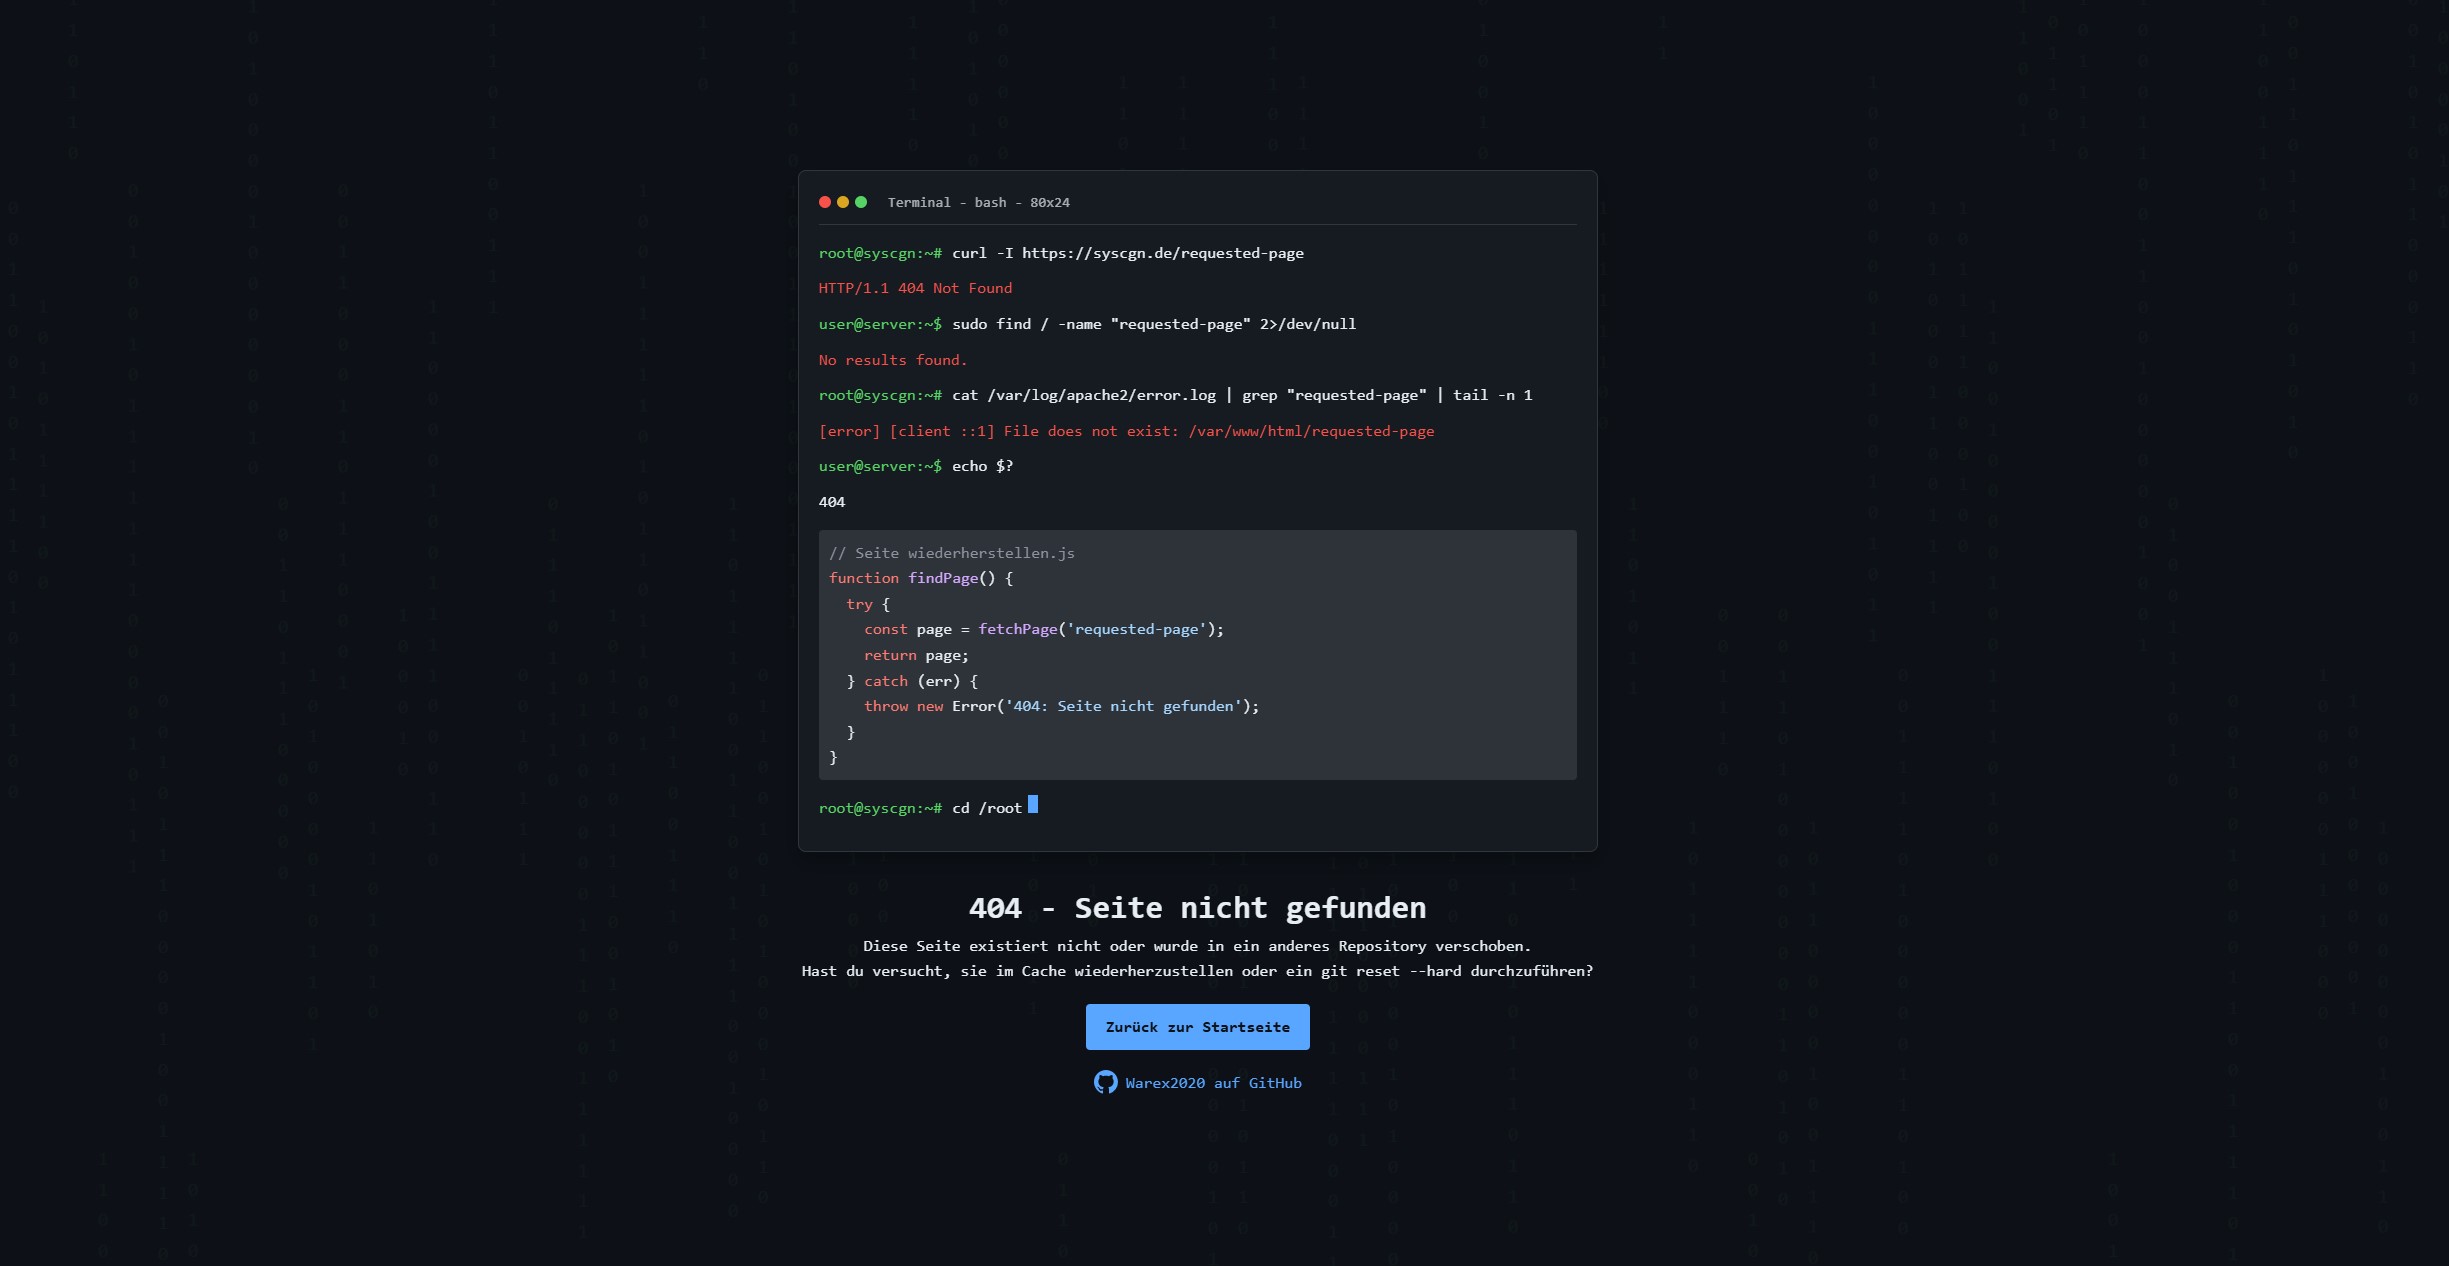 Terminal - bash - 80x24
root@syscgn:~# curl -I https://syscgn.de/requested-page
HTTP/1.1 404 Not Found
user@server:~$ sudo find / -name "requested-page" 2>/dev/null
No results found.
root@syscgn:~# cat /var/log/apache2/error.log | grep "requested-page" | tail -n 1
[error] [client ::1] File does not exist: /var/www/html/requested-page
user@server:~$ echo $?
404
// Seite wiederherstellen.js
function findPage() {
  try {
    const page = fetchPage('requested-page');
    return page;
  } catch (err) {
    throw new Error('404: Seite nicht gefunden');
  }
}
root@syscgn:~# cd /root
404 - Seite nicht gefunden
Diese Seite existiert nicht oder wurde in ein anderes Repository verschoben.
Hast du versucht, sie im Cache wiederherzustellen oder ein git reset --hard durchzuführen?
Zurück zur Startseite
Warex2020 auf GitHub